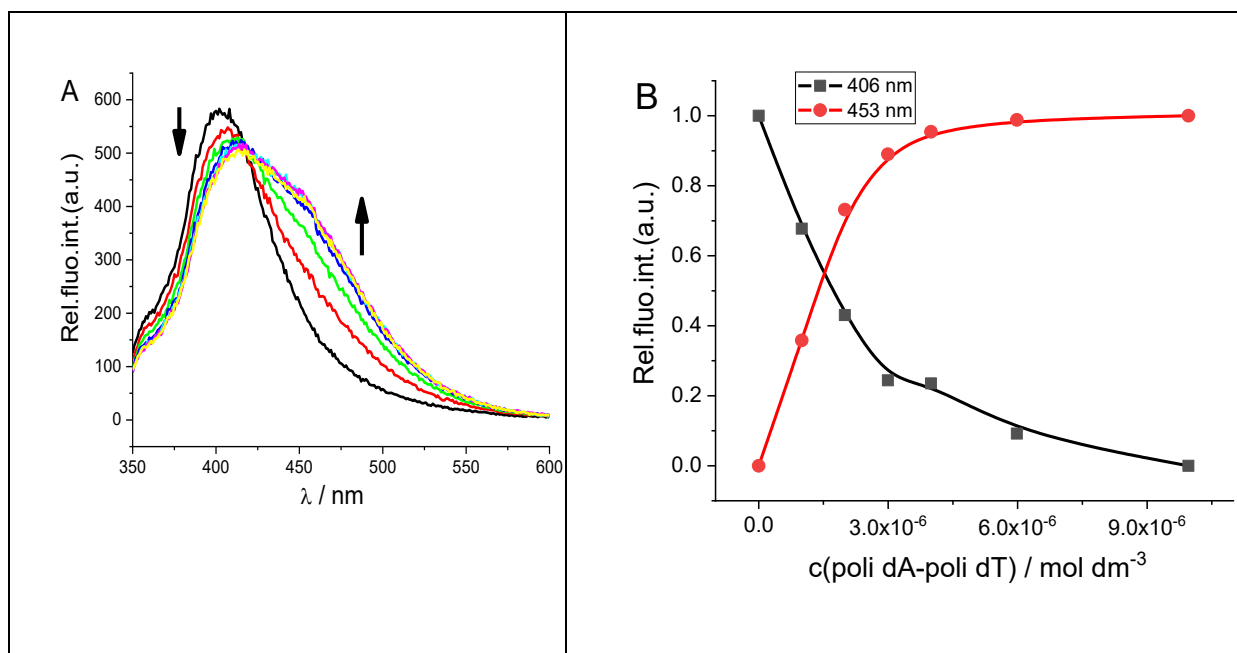 A
Rel.fluo.int.(a.u.)
600
500
400
300
200
100
0
350
400
450
500
550
600
λ / nm
B
406 nm
453 nm
Rel.fluo.int.(a.u.)
1.0
0.8
0.6
0.4
0.2
0.0
0.0
3.0x10⁻⁶
6.0x10⁻⁶
9.0x10⁻⁶
c(poli dA-poli dT) / mol dm⁻³